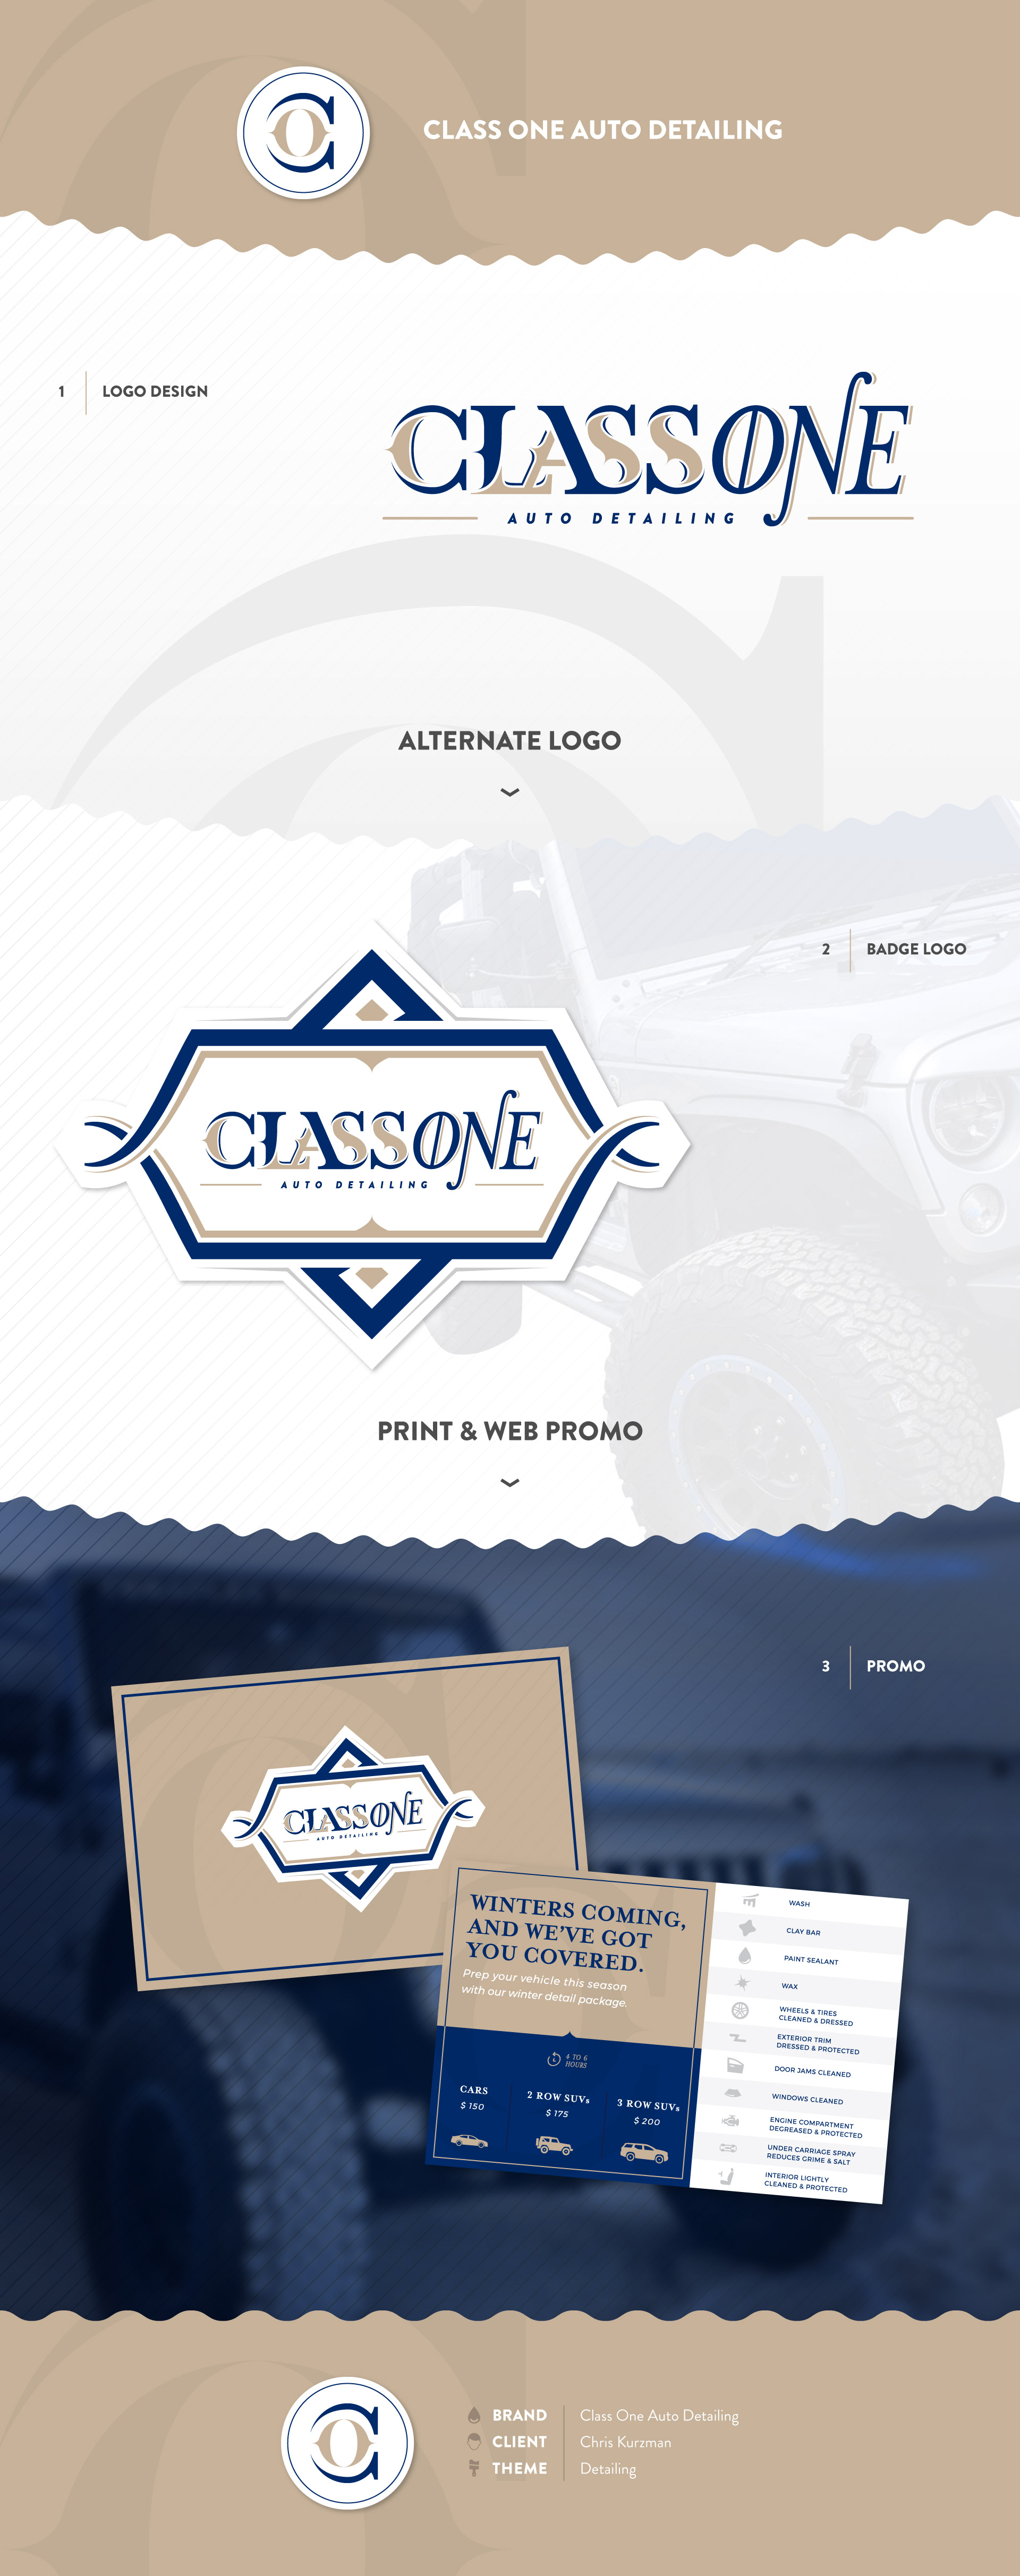 CO
CLASS ONE AUTO DETAILING
1
LOGO DESIGN
CLASS ONE
AUTO DETAILING
ALTERNATE LOGO
2
BADGE LOGO
CLASS ONE
AUTO DETAILING
PRINT & WEB PROMO
3
PROMO
CLASS ONE
AUTO DETAILING
WINTERS COMING,
AND WE'VE GOT
YOU COVERED.
Prep your vehicle this season
with our winter detail package.
4 TO 6
HOURS
CARS
$ 150
2 ROW SUVs
$ 175
3 ROW SUVs
$ 200
WASH
CLAY BAR
PAINT SEALANT
WAX
WHEELS & TIRES
CLEANED & DRESSED
EXTERIOR TRIM
DRESSED & PROTECTED
DOOR JAMS CLEANED
WINDOWS CLEANED
ENGINE COMPARTMENT
DEGREASED & PROTECTED
UNDER CARRIAGE SPRAY
REDUCES GRIME & SALT
INTERIOR LIGHTLY
CLEANED & PROTECTED
CO
BRAND
Class One Auto Detailing
CLIENT
Chris Kurzman
THEME
Detailing